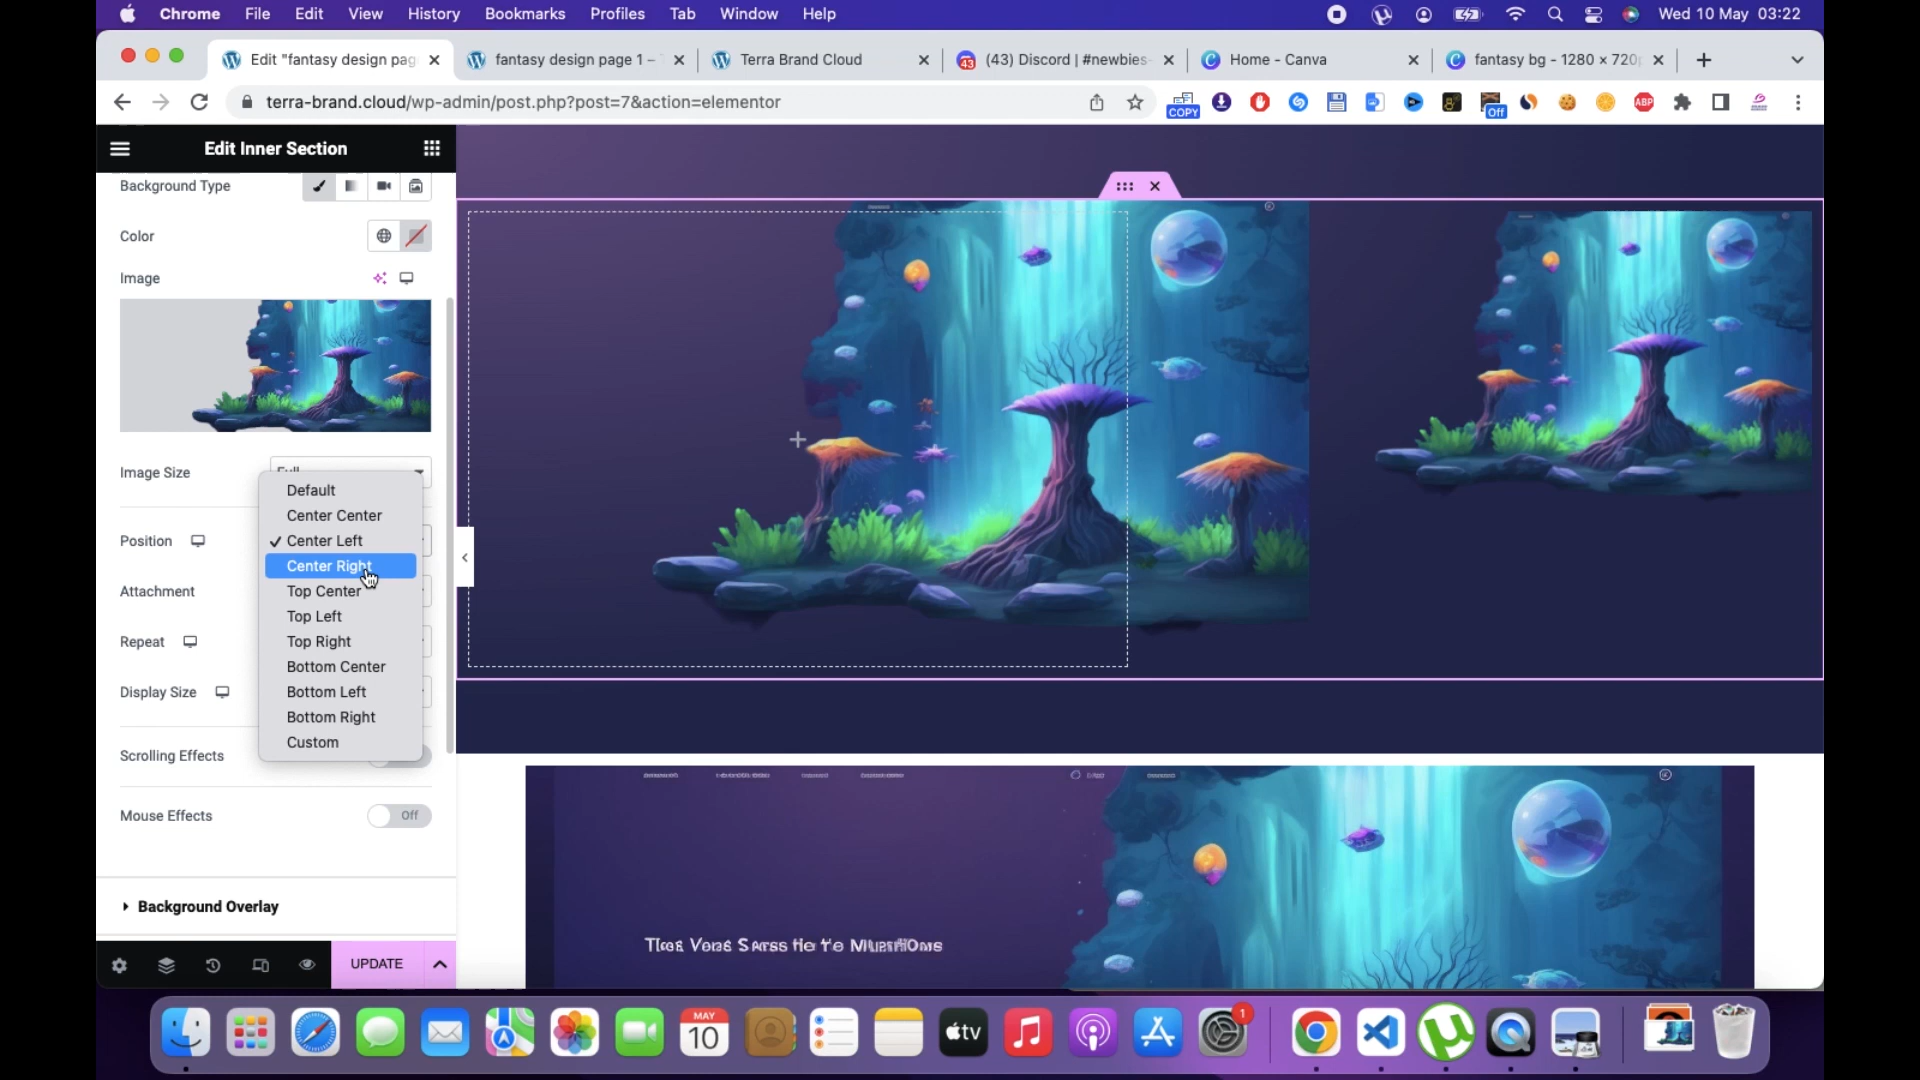 Chrome File Edit View History Bookmarks Profiles Tab Window Help Wed 10 May 03:22
Edit "fantasy design pag fantasy design page 1 – Terra Brand Cloud (43) Discord | #newbies- Home - Canva fantasy bg - 1280 × 720p
terra-brand.cloud/wp-admin/post.php?post=7&action=elementor
COPY
Off
ABP
43
Edit Inner Section
Background Type
Color
Image
Image Size
Full
Default
Center Center
Position
✓ Center Left
Center Right
Attachment
Top Center
Top Left
Repeat
Top Right
Bottom Center
Display Size
Bottom Left
Bottom Right
Custom
Scrolling Effects
Mouse Effects
Off
Background Overlay
UPDATE
MAY
10
tv
1